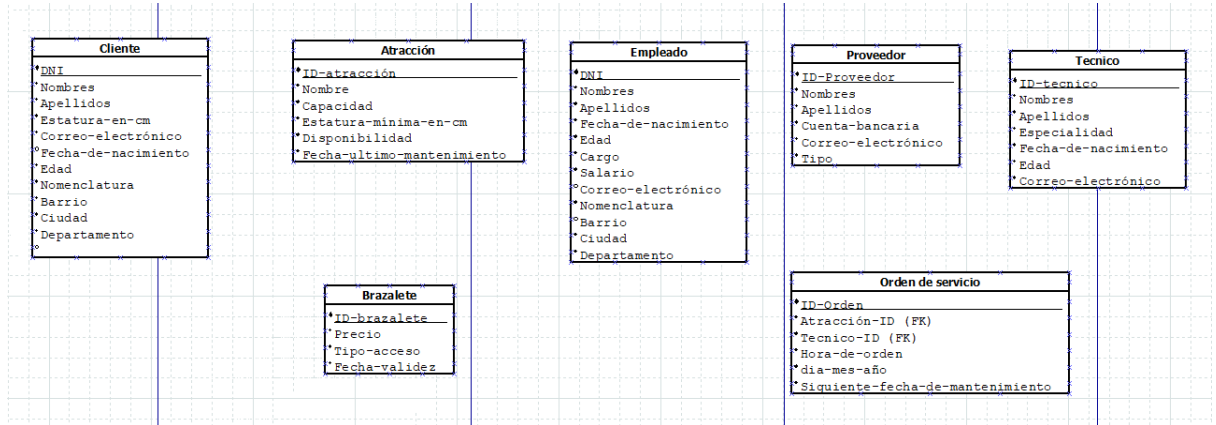 Cliente
DNI
Nombres
Apellidos
Estatura-en-cm
Correo-electrónico
Fecha-de-nacimiento
Edad
Nomenclatura
Barrio
Ciudad
Departamento
Atracción
ID-atracción
Nombre
Capacidad
Estatura-mínima-en-cm
Disponibilidad
Fecha-ultimo-mantenimiento
Empleado
DNI
Nombres
Apellidos
Fecha-de-nacimiento
Edad
Cargo
Salario
Correo-electrónico
Nomenclatura
Barrio
Ciudad
Departamento
Proveedor
ID-Proveedor
Nombres
Apellidos
Cuenta-bancaria
Correo-electrónico
Tipo
Tecnico
ID-tecnico
Nombres
Apellidos
Especialidad
Fecha-de-nacimiento
Edad
Correo-electrónico
Brazalete
ID-brazalete
Precio
Tipo-acceso
Fecha-validez
Orden de servicio
ID-Orden
Atracción-ID (FK)
Tecnico-ID (FK)
Hora-de-orden
dia-mes-año
Siguiente-fecha-de-mantenimiento